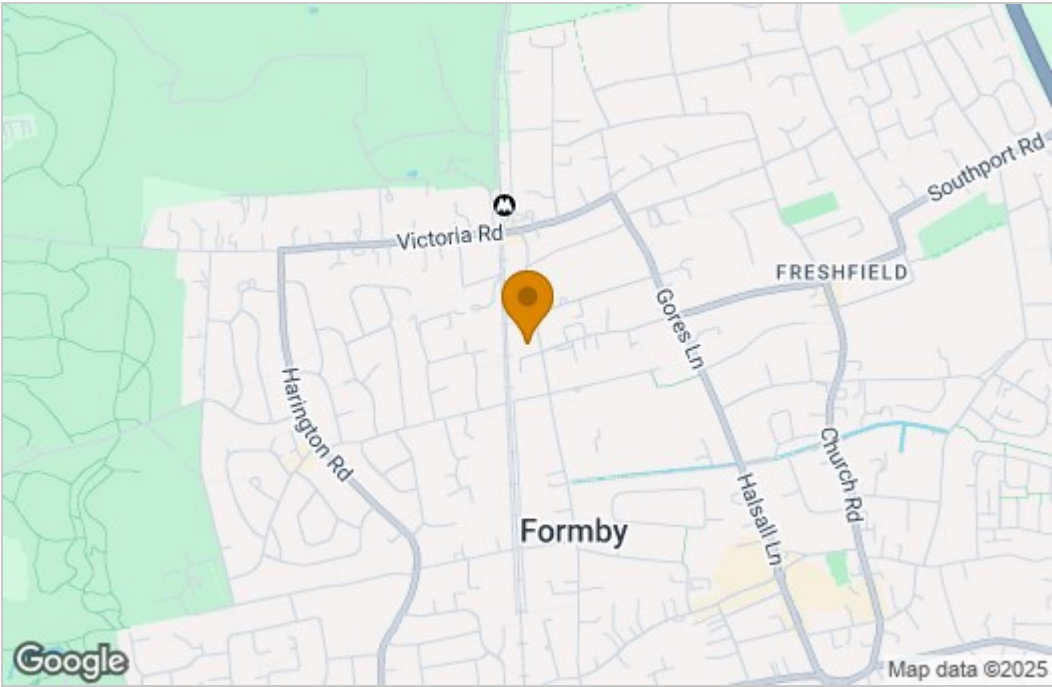 Southport Rd
Victoria Rd
FRESHFIELD
Gores Ln
Harington Rd
Church Rd
Halsall Ln
Formby
Google
Map data ©2025